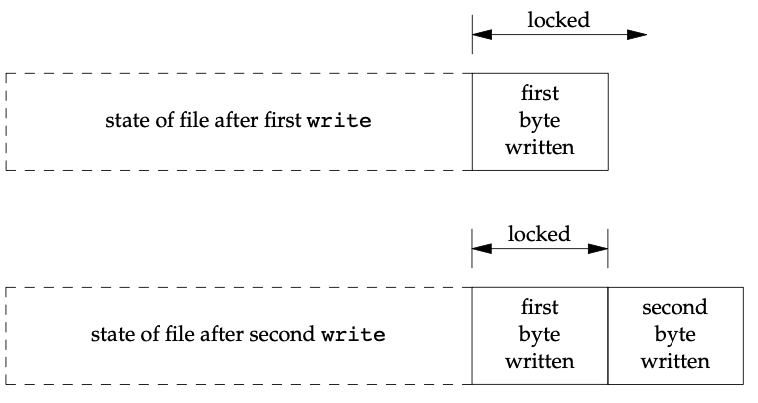 locked
state of file after first write
first
byte
written
locked
state of file after second write
first
byte
written
second
byte
written